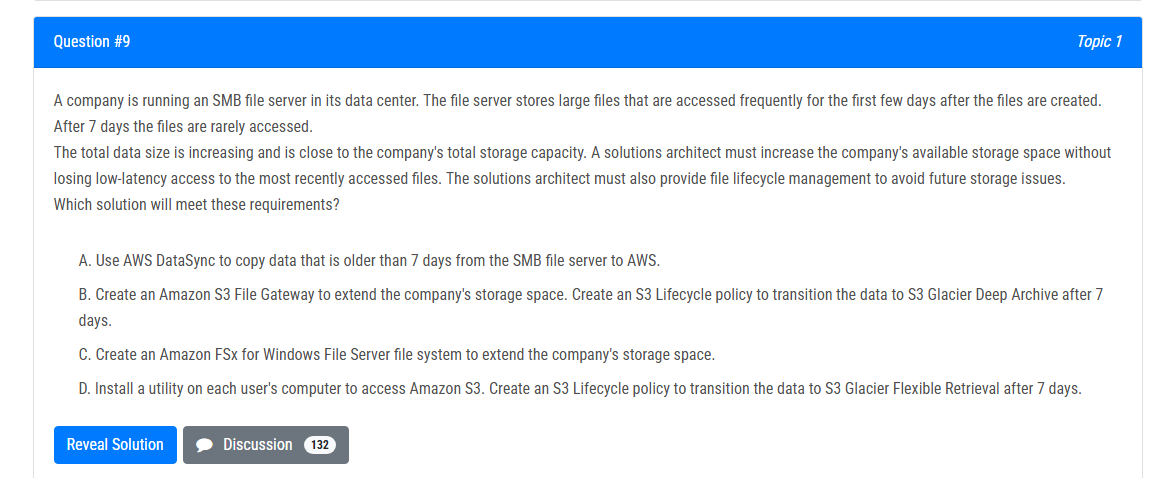 Question #9
Topic 1
A company is running an SMB file server in its data center. The file server stores large files that are accessed frequently for the first few days after the files are created.
After 7 days the files are rarely accessed.
The total data size is increasing and is close to the company's total storage capacity. A solutions architect must increase the company's available storage space without
losing low-latency access to the most recently accessed files. The solutions architect must also provide file lifecycle management to avoid future storage issues.
Which solution will meet these requirements?
A. Use AWS DataSync to copy data that is older than 7 days from the SMB file server to AWS.
B. Create an Amazon S3 File Gateway to extend the company's storage space. Create an S3 Lifecycle policy to transition the data to S3 Glacier Deep Archive after 7
days.
C. Create an Amazon FSx for Windows File Server file system to extend the company's storage space.
D. Install a utility on each user's computer to access Amazon S3. Create an S3 Lifecycle policy to transition the data to S3 Glacier Flexible Retrieval after 7 days.
Reveal Solution
Discussion 132